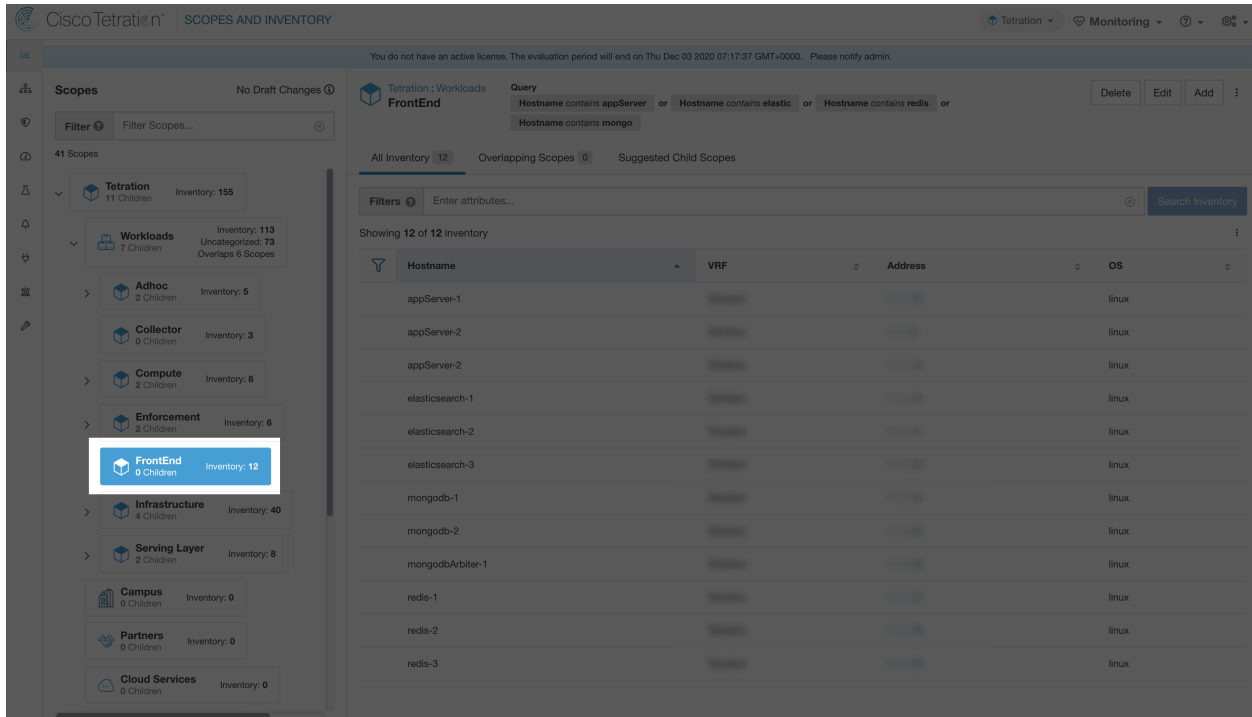 Cisco Tetration SCOPES AND INVENTORY
Tetration
Monitoring
You do not have an active license. The evaluation period will end on Thu Dec 03 2020 07:17:37 GMT+0000. Please notify admin.
Scopes
No Draft Changes
Filter
Filter Scopes...
41 Scopes
Tetration
11 Children
Inventory: 155
Workloads
7 Children
Inventory: 113
Uncategorized: 73
Overlaps 6 Scopes
Adhoc
2 Children
Inventory: 5
Collector
0 Children
Inventory: 3
Compute
2 Children
Inventory: 8
Enforcement
2 Children
Inventory: 6
FrontEnd
0 Children
Inventory: 12
Infrastructure
4 Children
Inventory: 40
Serving Layer
2 Children
Inventory: 8
Campus
0 Children
Inventory: 0
Partners
0 Children
Inventory: 0
Cloud Services
0 Children
Inventory: 0
Tetration : Workloads
FrontEnd
Query
Hostname contains appServer or Hostname contains elastic or Hostname contains redis or
Hostname contains mongo
Delete
Edit
Add
All Inventory 12
Overlapping Scopes 0
Suggested Child Scopes
Filters
Enter attributes...
Search Inventory
Showing 12 of 12 inventory
Hostname VRF Address OS
appServer-1 linux
appServer-2 linux
appServer-2 linux
elasticsearch-1 linux
elasticsearch-2 linux
elasticsearch-3 linux
mongodb-1 linux
mongodb-2 linux
mongodbArbiter-1 linux
redis-1 linux
redis-2 linux
redis-3 linux